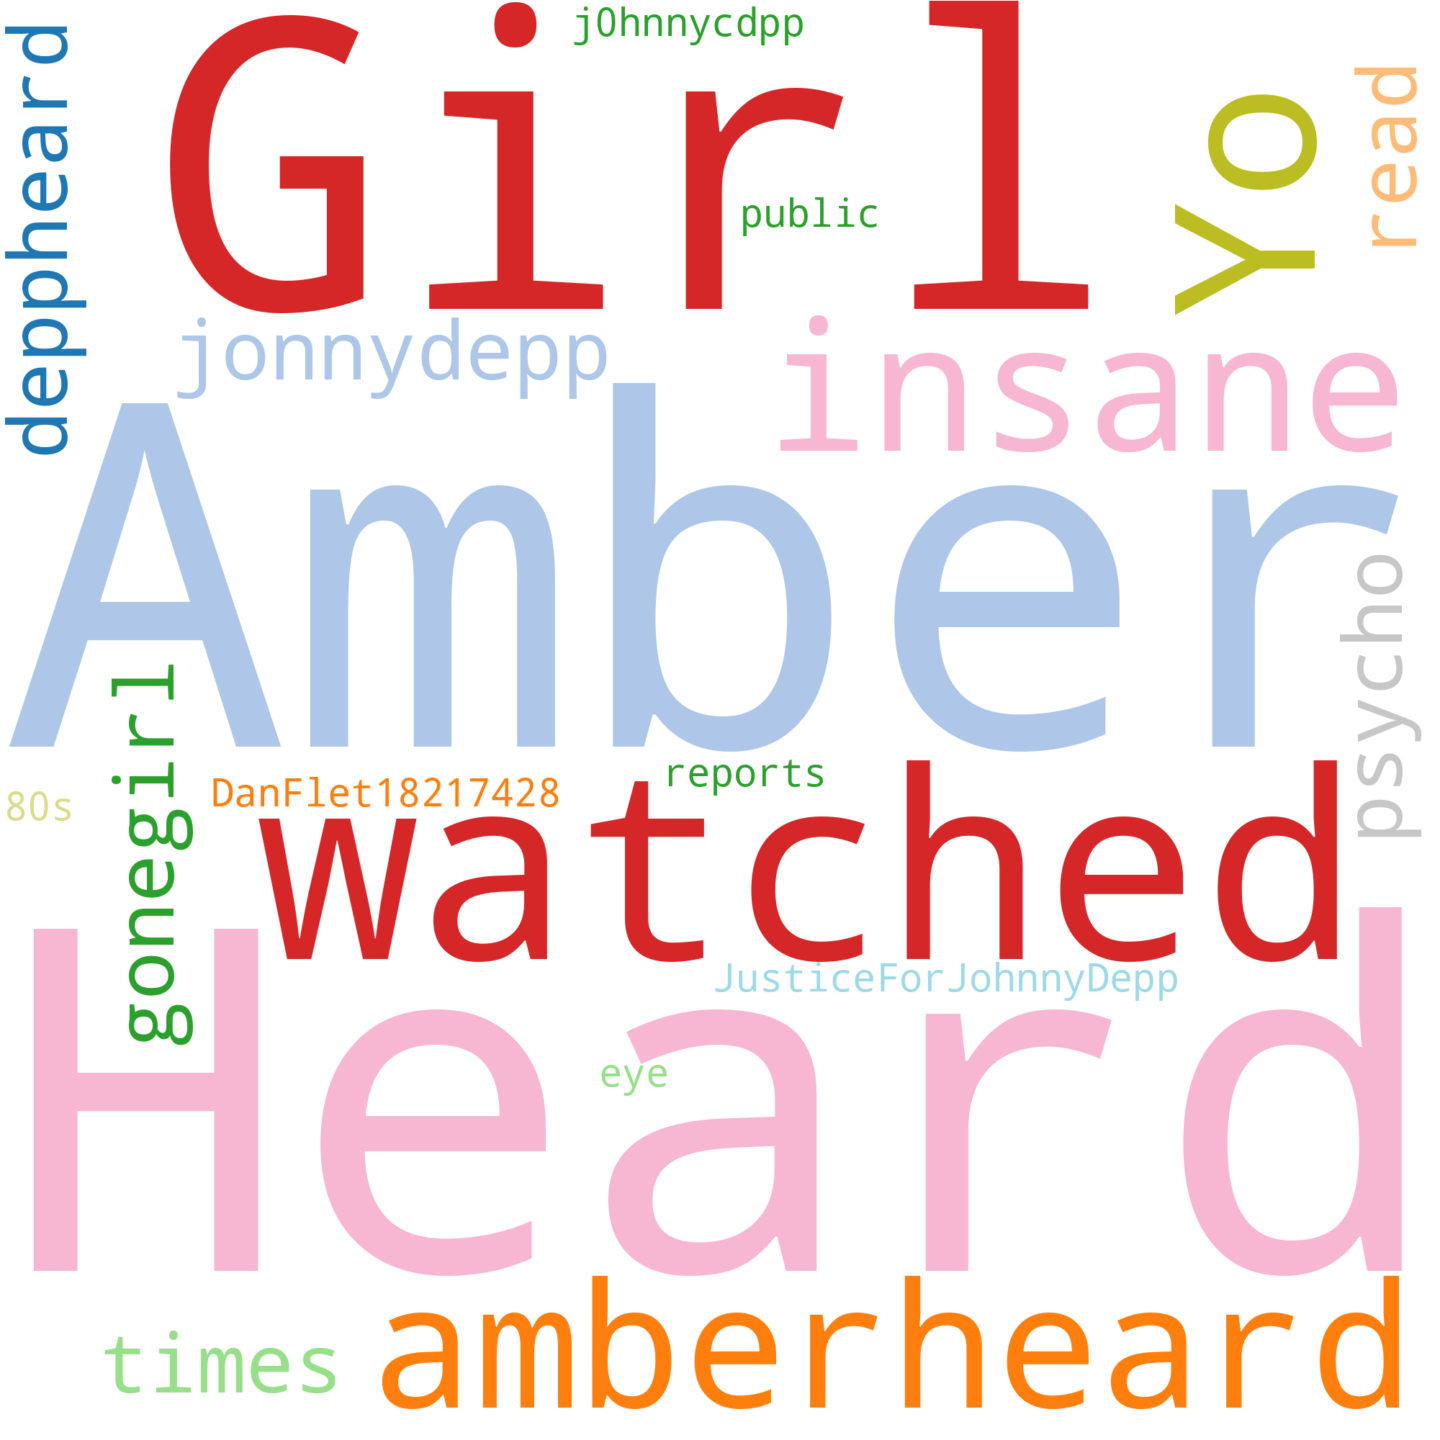 j0hnnycdpp
Girl
deppheard
Yo
read
public
jonnydepp
insane
Amber
psycho
gonegirl
reports
DanFlet18217428
80s
watched
JusticeForJohnnyDepp
Heard
eye
amberheard
times